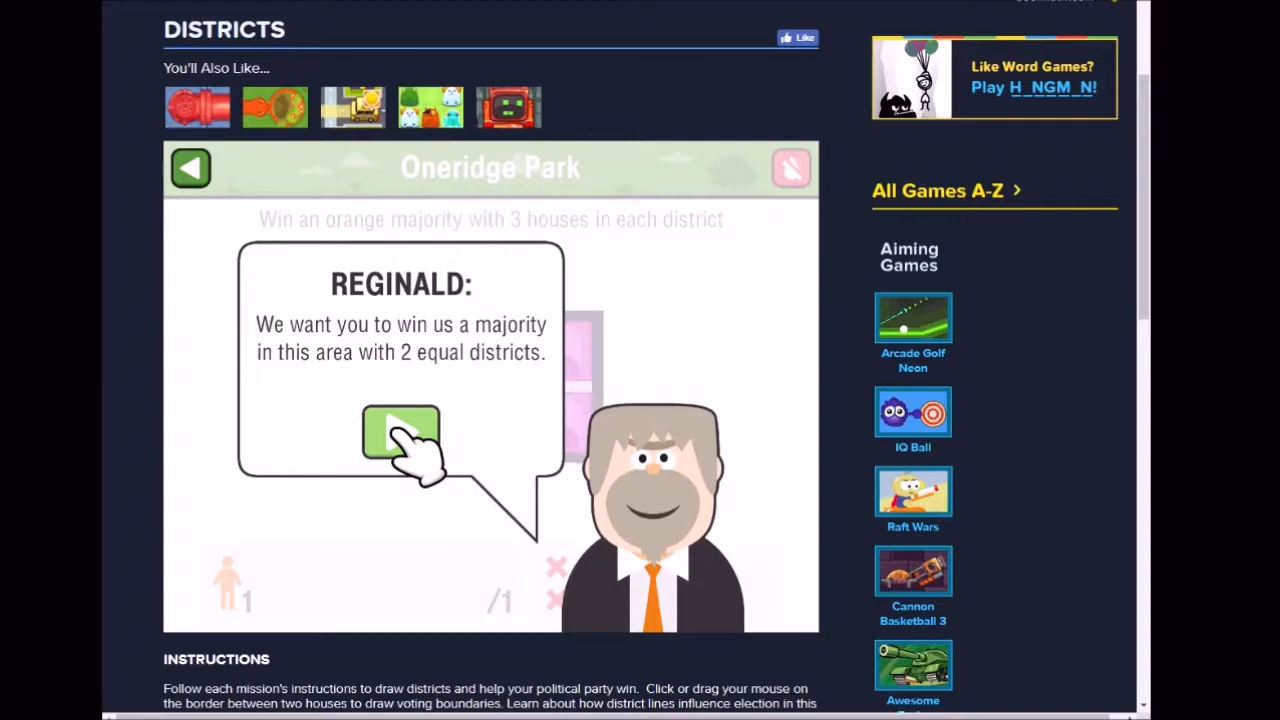 DISTRICTS
Like
You'll Also Like...
Oneridge Park
Win an orange majority with 3 houses in each district
REGINALD:
We want you to win us a majority
in this area with 2 equal districts.
1
/1
INSTRUCTIONS
Follow each mission's instructions to draw districts and help your political party win. Click or drag your mouse on
the border between two houses to draw voting boundaries. Learn about how district lines influence election in this
Like Word Games?
Play H_NGM_N!
All Games A-Z >
Aiming
Games
Arcade Golf
Neon
IQ Ball
Raft Wars
Cannon
Basketball 3
Awesome